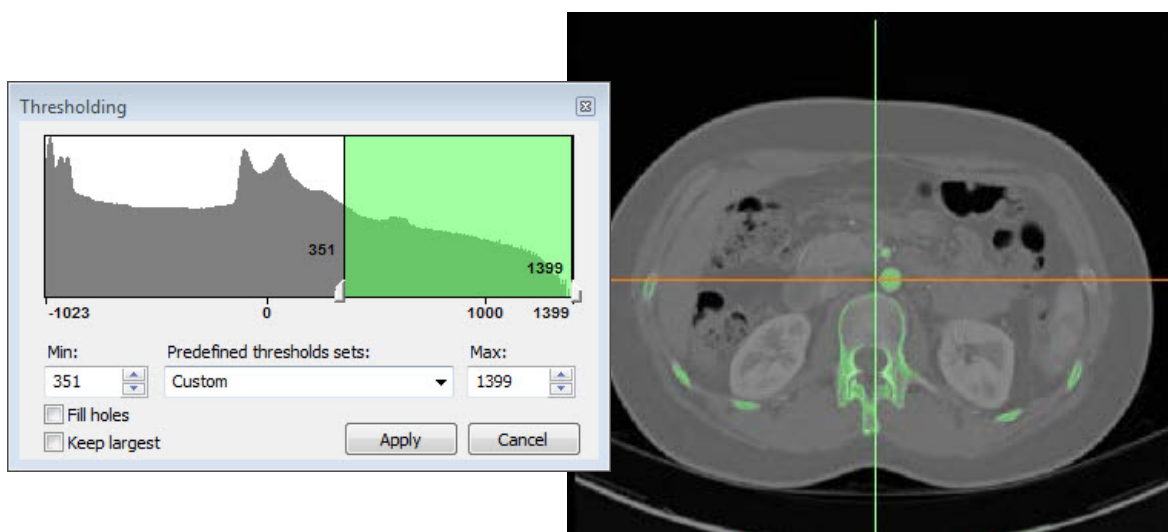 Thresholding
351
1399
-1023 0 1000 1399
Min: Predefined thresholds sets: Max:
351 Custom 1399
Fill holes
Keep largest Apply Cancel